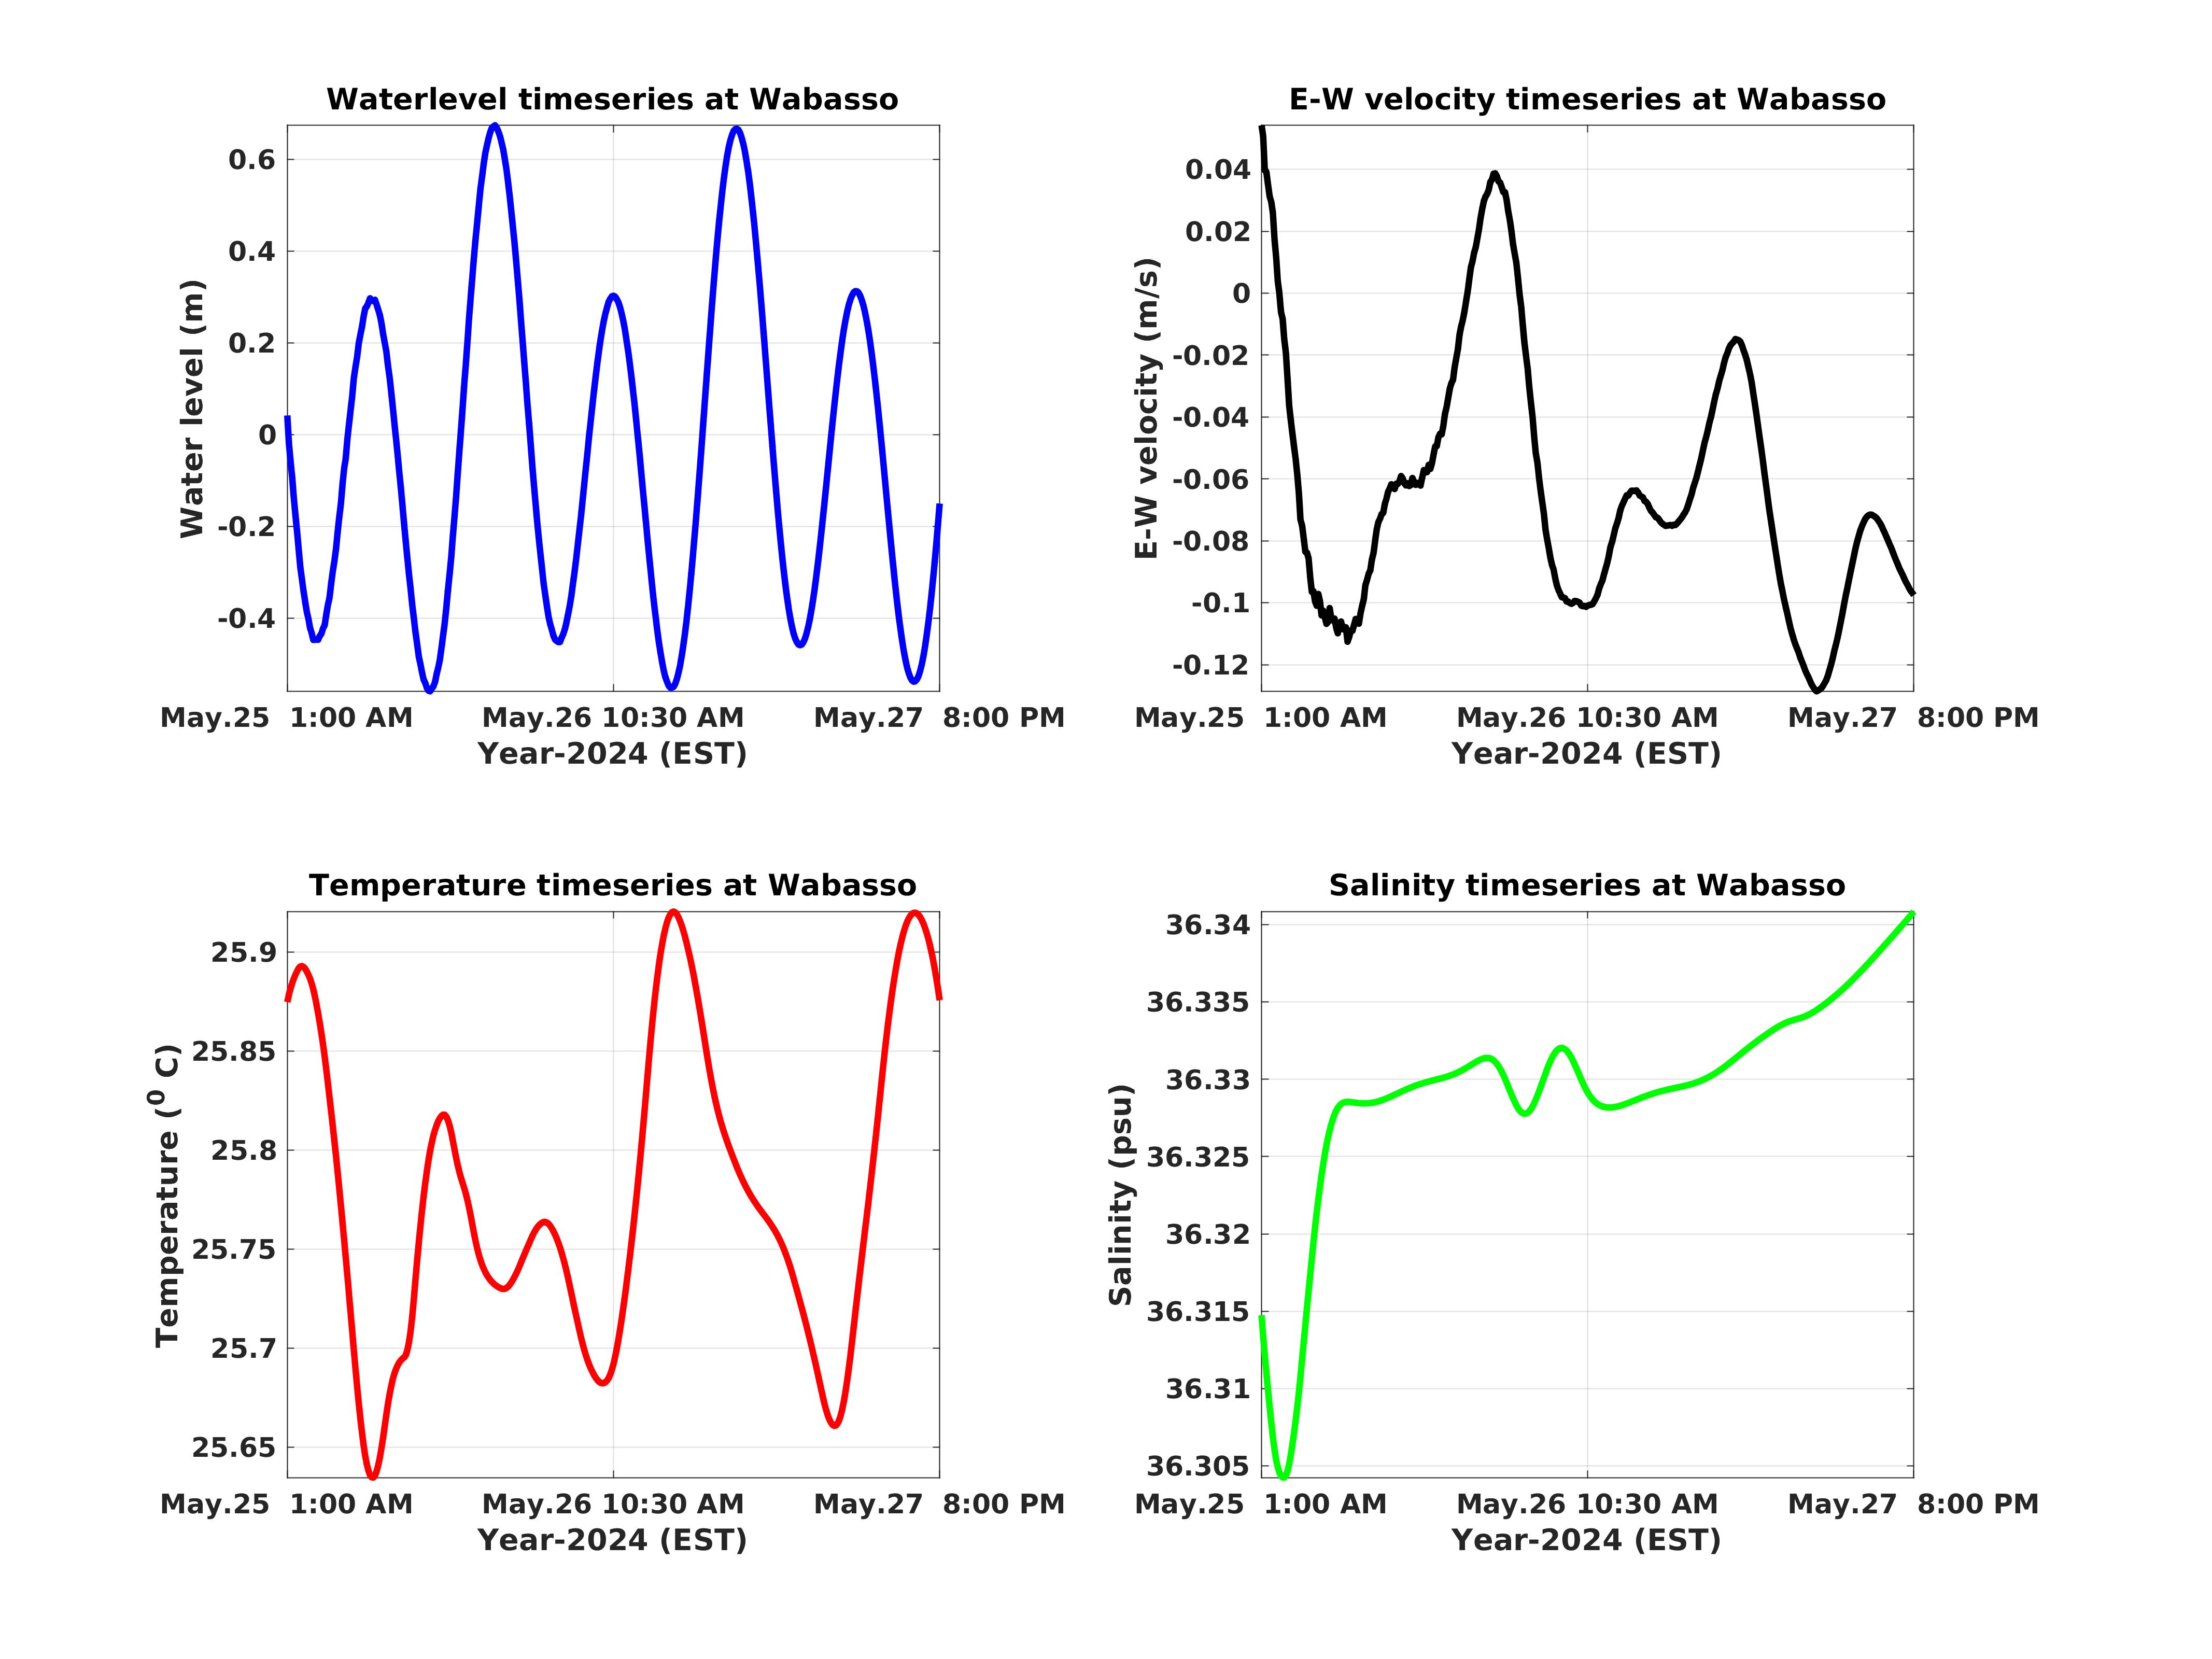 Waterlevel timeseries at Wabasso
Water level (m)
0.6
0.4
0.2
0
-0.2
-0.4
May.25 1:00 AM May.26 10:30 AM May.27 8:00 PM
Year-2024 (EST)
E-W velocity timeseries at Wabasso
E-W velocity (m/s)
0.04
0.02
0
-0.02
-0.04
-0.06
-0.08
-0.1
-0.12
May.25 1:00 AM May.26 10:30 AM May.27 8:00 PM
Year-2024 (EST)
Temperature timeseries at Wabasso
Temperature (⁰ C)
25.9
25.85
25.8
25.75
25.7
25.65
May.25 1:00 AM May.26 10:30 AM May.27 8:00 PM
Year-2024 (EST)
Salinity timeseries at Wabasso
Salinity (psu)
36.34
36.335
36.33
36.325
36.32
36.315
36.31
36.305
May.25 1:00 AM May.26 10:30 AM May.27 8:00 PM
Year-2024 (EST)